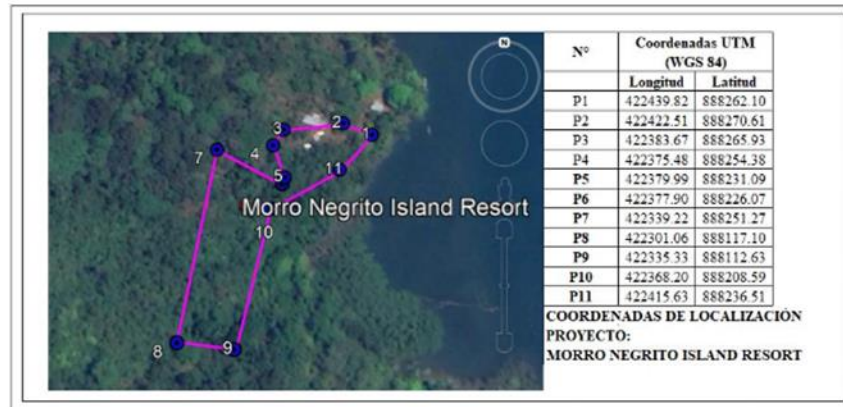 N
3
2
1
4
7
11
5
Morro Negrito Island Resort
10
8
9
N° Coordenadas UTM
(WGS 84)
Longitud Latitud
P1 422439.82 888262.10
P2 422422.51 888270.61
P3 422383.67 888265.93
P4 422375.48 888254.38
P5 422379.99 888231.09
P6 422377.90 888226.07
P7 422339.22 888251.27
P8 422301.06 888117.10
P9 422335.33 888112.63
P10 422368.20 888208.59
P11 422415.63 888236.51
COORDENADAS DE LOCALIZACIÓN
PROYECTO:
MORRO NEGRITO ISLAND RESORT